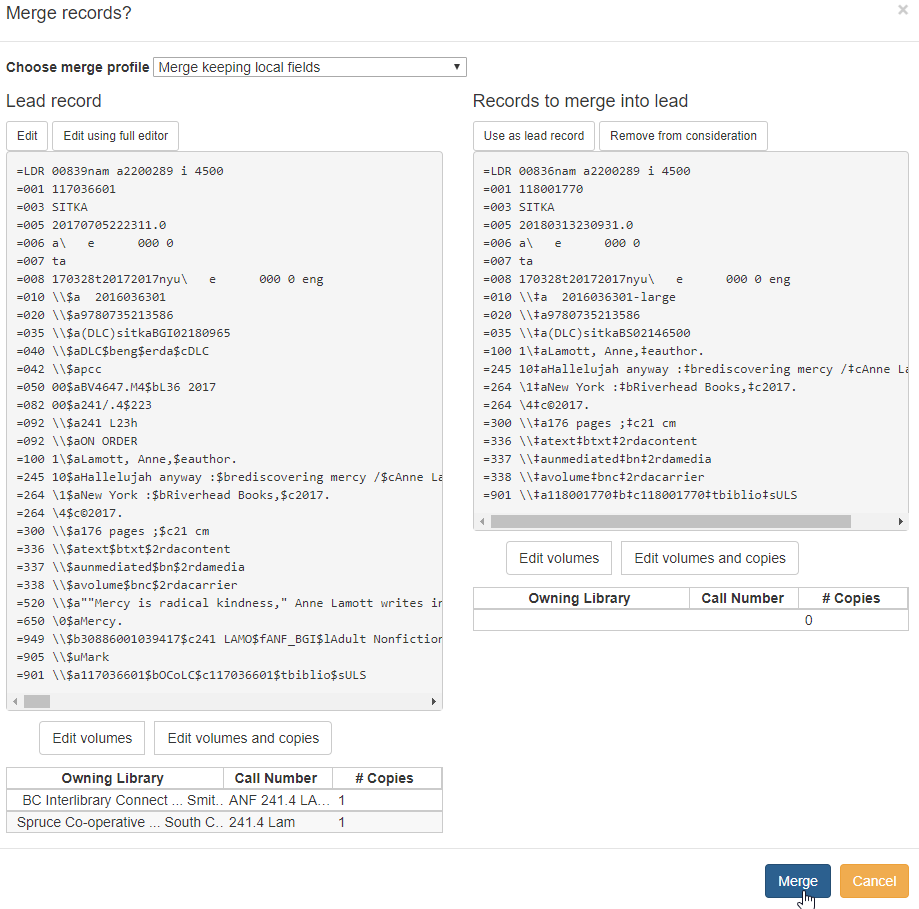 Merge records?
Choose merge profile Merge keeping local fields
Lead record
Edit Edit using full editor
=LDR 00839nam a2200289 i 4500
=001 117036601
=003 SITKA
=005 20170705222311.0
=006 a\   e      000 0
=007 ta
=008 170328t20172017nyu\   e      000 0 eng
=010 \\$a  2016036301
=020 \\$a9780735213586
=035 \\$a(DLC)sitkaBGI02180965
=040 \\$aDLC$beng$erda$cDLC
=042 \\$apcc
=050 00$aBV4647.M4$bL36 2017
=082 00$a241/.4$223
=092 \\$a241 L23h
=092 \\$aON ORDER
=100 1\$aLamott, Anne,$eauthor.
=245 10$aHallelujah anyway :$brediscovering mercy /$cAnne La
=264 \1$aNew York :$bRiverhead Books,$c2017.
=264 \4$c©2017.
=300 \\$a176 pages ;$c21 cm
=336 \\$atext$btxt$2rdacontent
=337 \\$aunmediated$bn$2rdamedia
=338 \\$avolume$bnc$2rdacarrier
=520 \\$a""Mercy is radical kindness," Anne Lamott writes in
=650 \0$aMercy.
=949 \\$b30886001039417$c241 LAMO$fANF_BGI$lAdult Nonfiction
=905 \\$uMark
=901 \\$a117036601$bOCoLC$c117036601$tbiblio$sULS
Edit volumes Edit volumes and copies
Owning Library Call Number # Copies
BC Interlibrary Connect ... Smit.. ANF 241.4 LA... 1
Spruce Co-operative ... South C.. 241.4 Lam 1
Records to merge into lead
Use as lead record Remove from consideration
=LDR 00836nam a2200289 i 4500
=001 118001770
=003 SITKA
=005 20180313230931.0
=006 a\   e      000 0
=007 ta
=008 170328t20172017nyu\   e      000 0 eng
=010 \\‡a  2016036301-large
=020 \\‡a9780735213586
=035 \\‡a(DLC)sitkaBS02146500
=100 1\‡aLamott, Anne,‡eauthor.
=245 10‡aHallelujah anyway :‡brediscovering mercy /‡cAnne La
=264 \1‡aNew York :‡bRiverhead Books,‡c2017.
=264 \4‡c©2017.
=300 \\‡a176 pages ;‡c21 cm
=336 \\‡atext‡btxt‡2rdacontent
=337 \\‡aunmediated‡bn‡2rdamedia
=338 \\‡avolume‡bnc‡2rdacarrier
=901 \\‡a118001770‡b‡c118001770‡tbiblio‡sULS
Edit volumes Edit volumes and copies
Owning Library Call Number # Copies
0
Merge Cancel